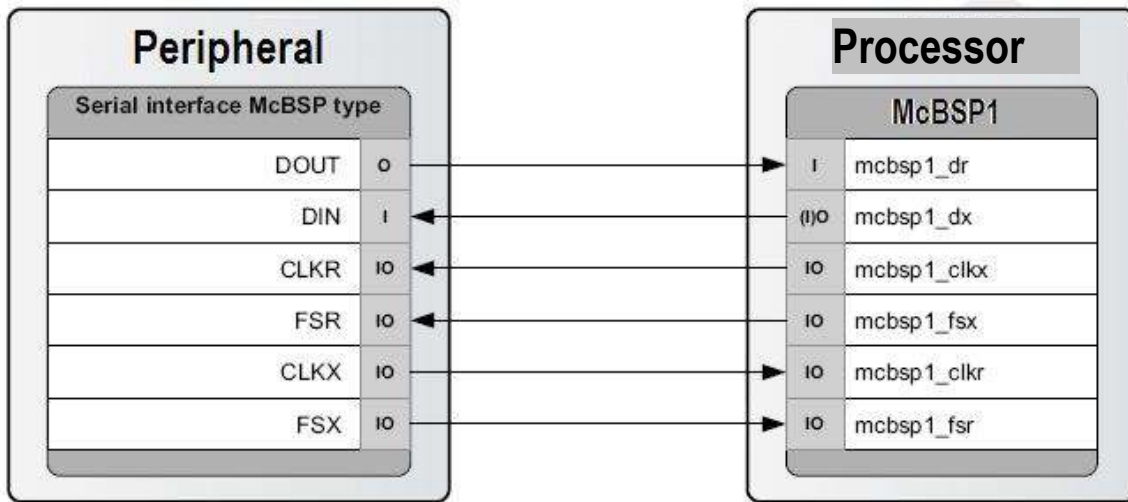 Peripheral
Processor
Serial interface McBSP type
McBSP1
DOUT O I mcbsp1_dr
DIN I (I)O mcbsp1_dx
CLKR IO IO mcbsp1_clkx
FSR IO IO mcbsp1_fsx
CLKX IO IO mcbsp1_clkr
FSX IO IO mcbsp1_fsr